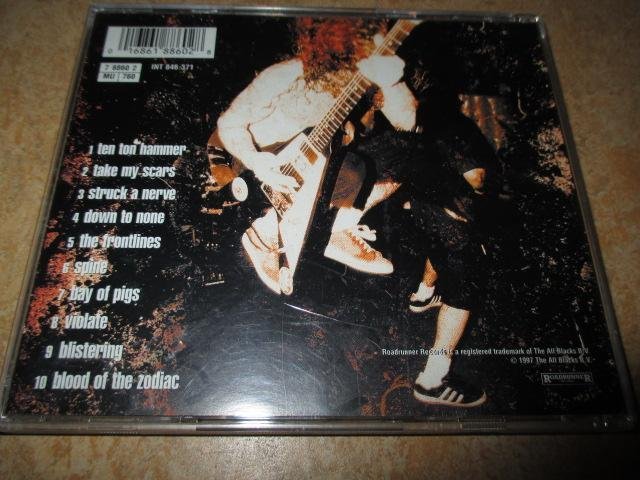 0 16861 88602 8
7 8860 2
MU 760
INT 846.371
1 ten ton hammer
2 take my scars
3 struck a nerve
4 down to none
5 the frontlines
6 spine
7 bay of pigs
8 violate
9 blistering
10 blood of the zodiac
Roadrunner Records is a registered trademark of The All Blacks B.V.
© 1997 The All Blacks B.V.
ROADRUNNER